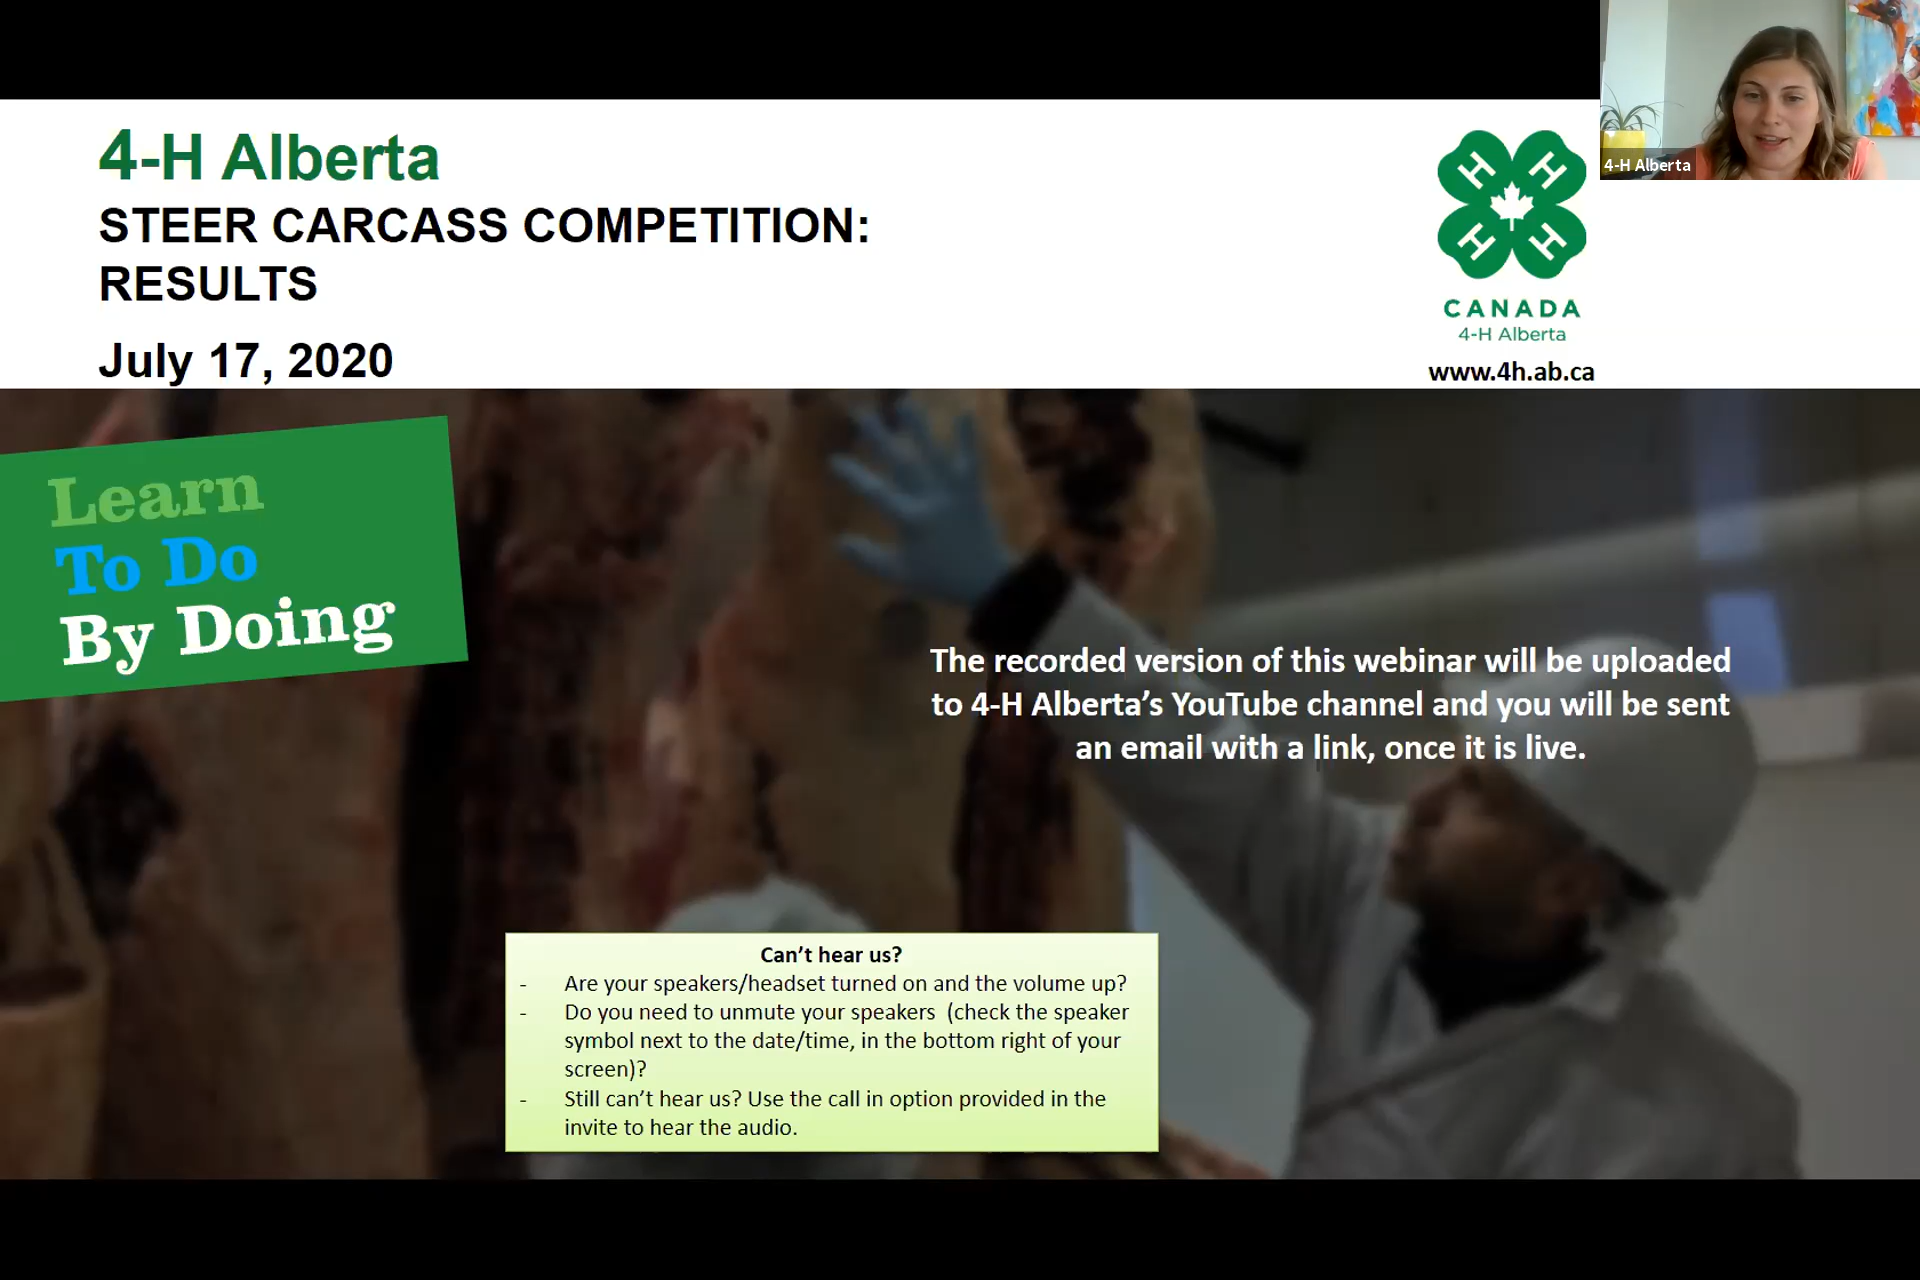 4-H Alberta
STEER CARCASS COMPETITION:
RESULTS
July 17, 2020
H H
H H
CANADA
4-H Alberta
www.4h.ab.ca
4-H Alberta
Learn
To Do
By Doing
The recorded version of this webinar will be uploaded
to 4-H Alberta’s YouTube channel and you will be sent
an email with a link, once it is live.
Can’t hear us?
- Are your speakers/headset turned on and the volume up?
- Do you need to unmute your speakers (check the speaker
symbol next to the date/time, in the bottom right of your
screen)?
- Still can’t hear us? Use the call in option provided in the
invite to hear the audio.